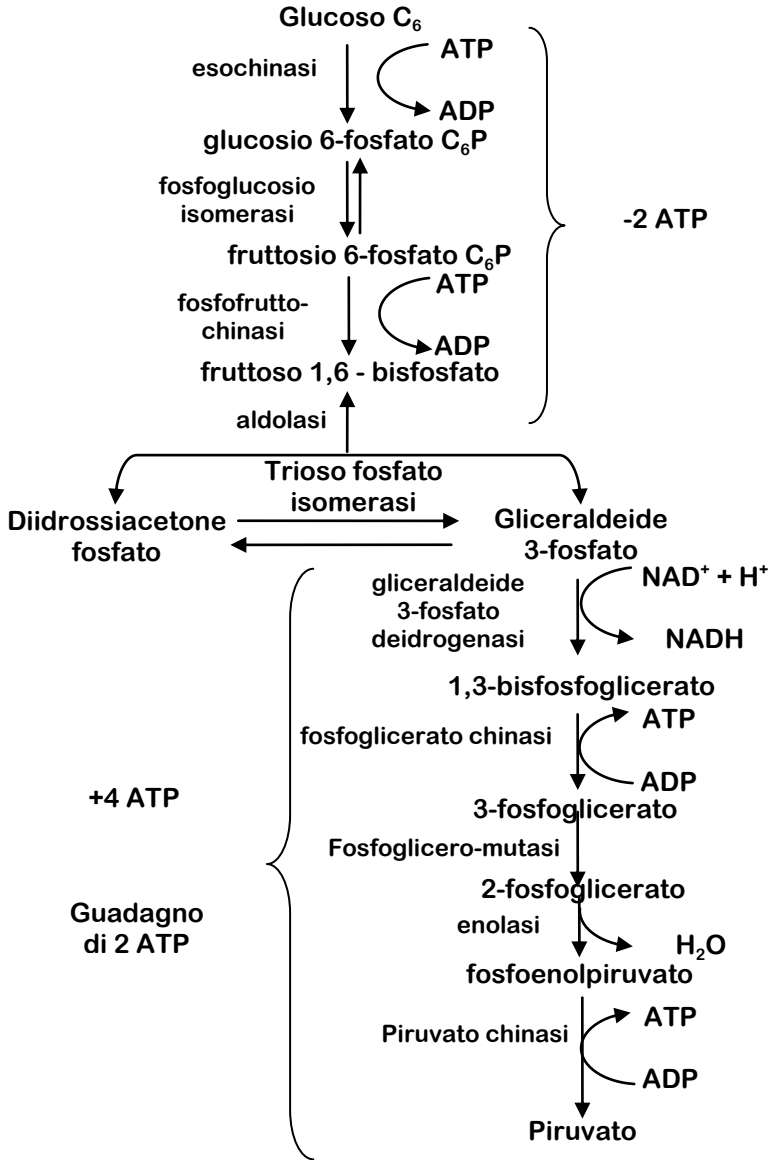 Glucoso C₆
ATP
esochinasi
ADP
glucosio 6-fosfato C₆P
fosfoglucosio
isomerasi
-2 ATP
fruttosio 6-fosfato C₆P
ATP
fosfofrutto-
chinasi
ADP
fruttoso 1,6 - bisfosfato
aldolasi
Trioso fosfato
isomerasi
Diidrossiacetone
fosfato
Gliceraldeide
3-fosfato
gliceraldeide
3-fosfato
deidrogenasi
NAD⁺ + H⁺
NADH
1,3-bisfosfoglicerato
ATP
fosfoglicerato chinasi
ADP
+4 ATP
3-fosfoglicerato
Fosfoglicero-mutasi
2-fosfoglicerato
Guadagno
di 2 ATP
enolasi
H₂O
fosfoenolpiruvato
ATP
Piruvato chinasi
ADP
Piruvato